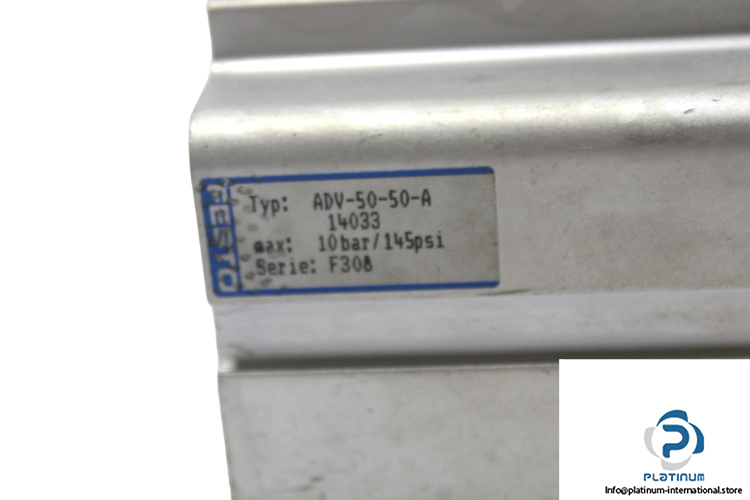 FESTO
Typ: ADV-50-50-A
14033
max: 10bar/145psi
Serie: F308
P
PLATINUM
Info@platinum-international.store